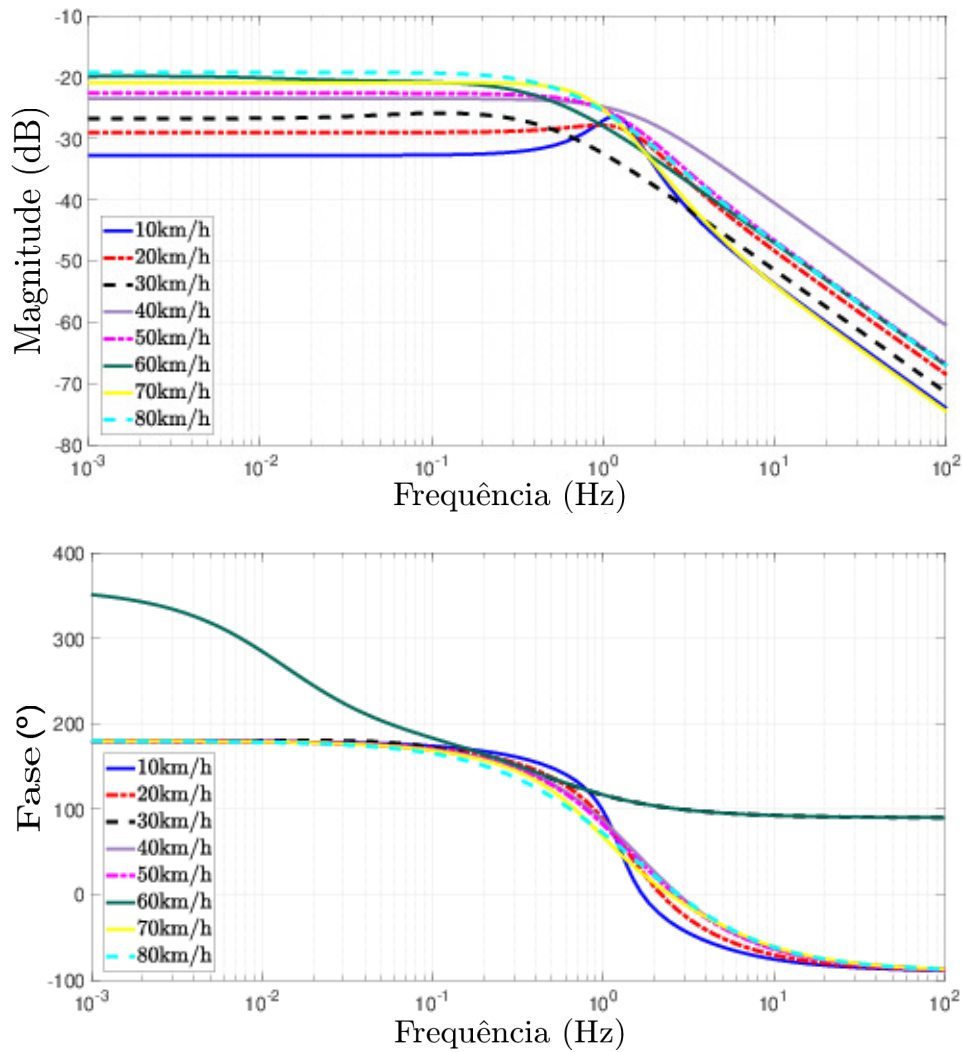 -10
-20
-30
-40
-50
-60
-70
-80
Magnitude (dB)
10km/h
20km/h
30km/h
40km/h
50km/h
60km/h
70km/h
80km/h
10^-3 10^-2 10^-1 10^0 10^1 10^2
Frequência (Hz)
400
300
200
100
0
-100
Fase(º)
10km/h
20km/h
30km/h
40km/h
50km/h
60km/h
70km/h
80km/h
10^-3 10^-2 10^-1 10^0 10^1 10^2
Frequência (Hz)